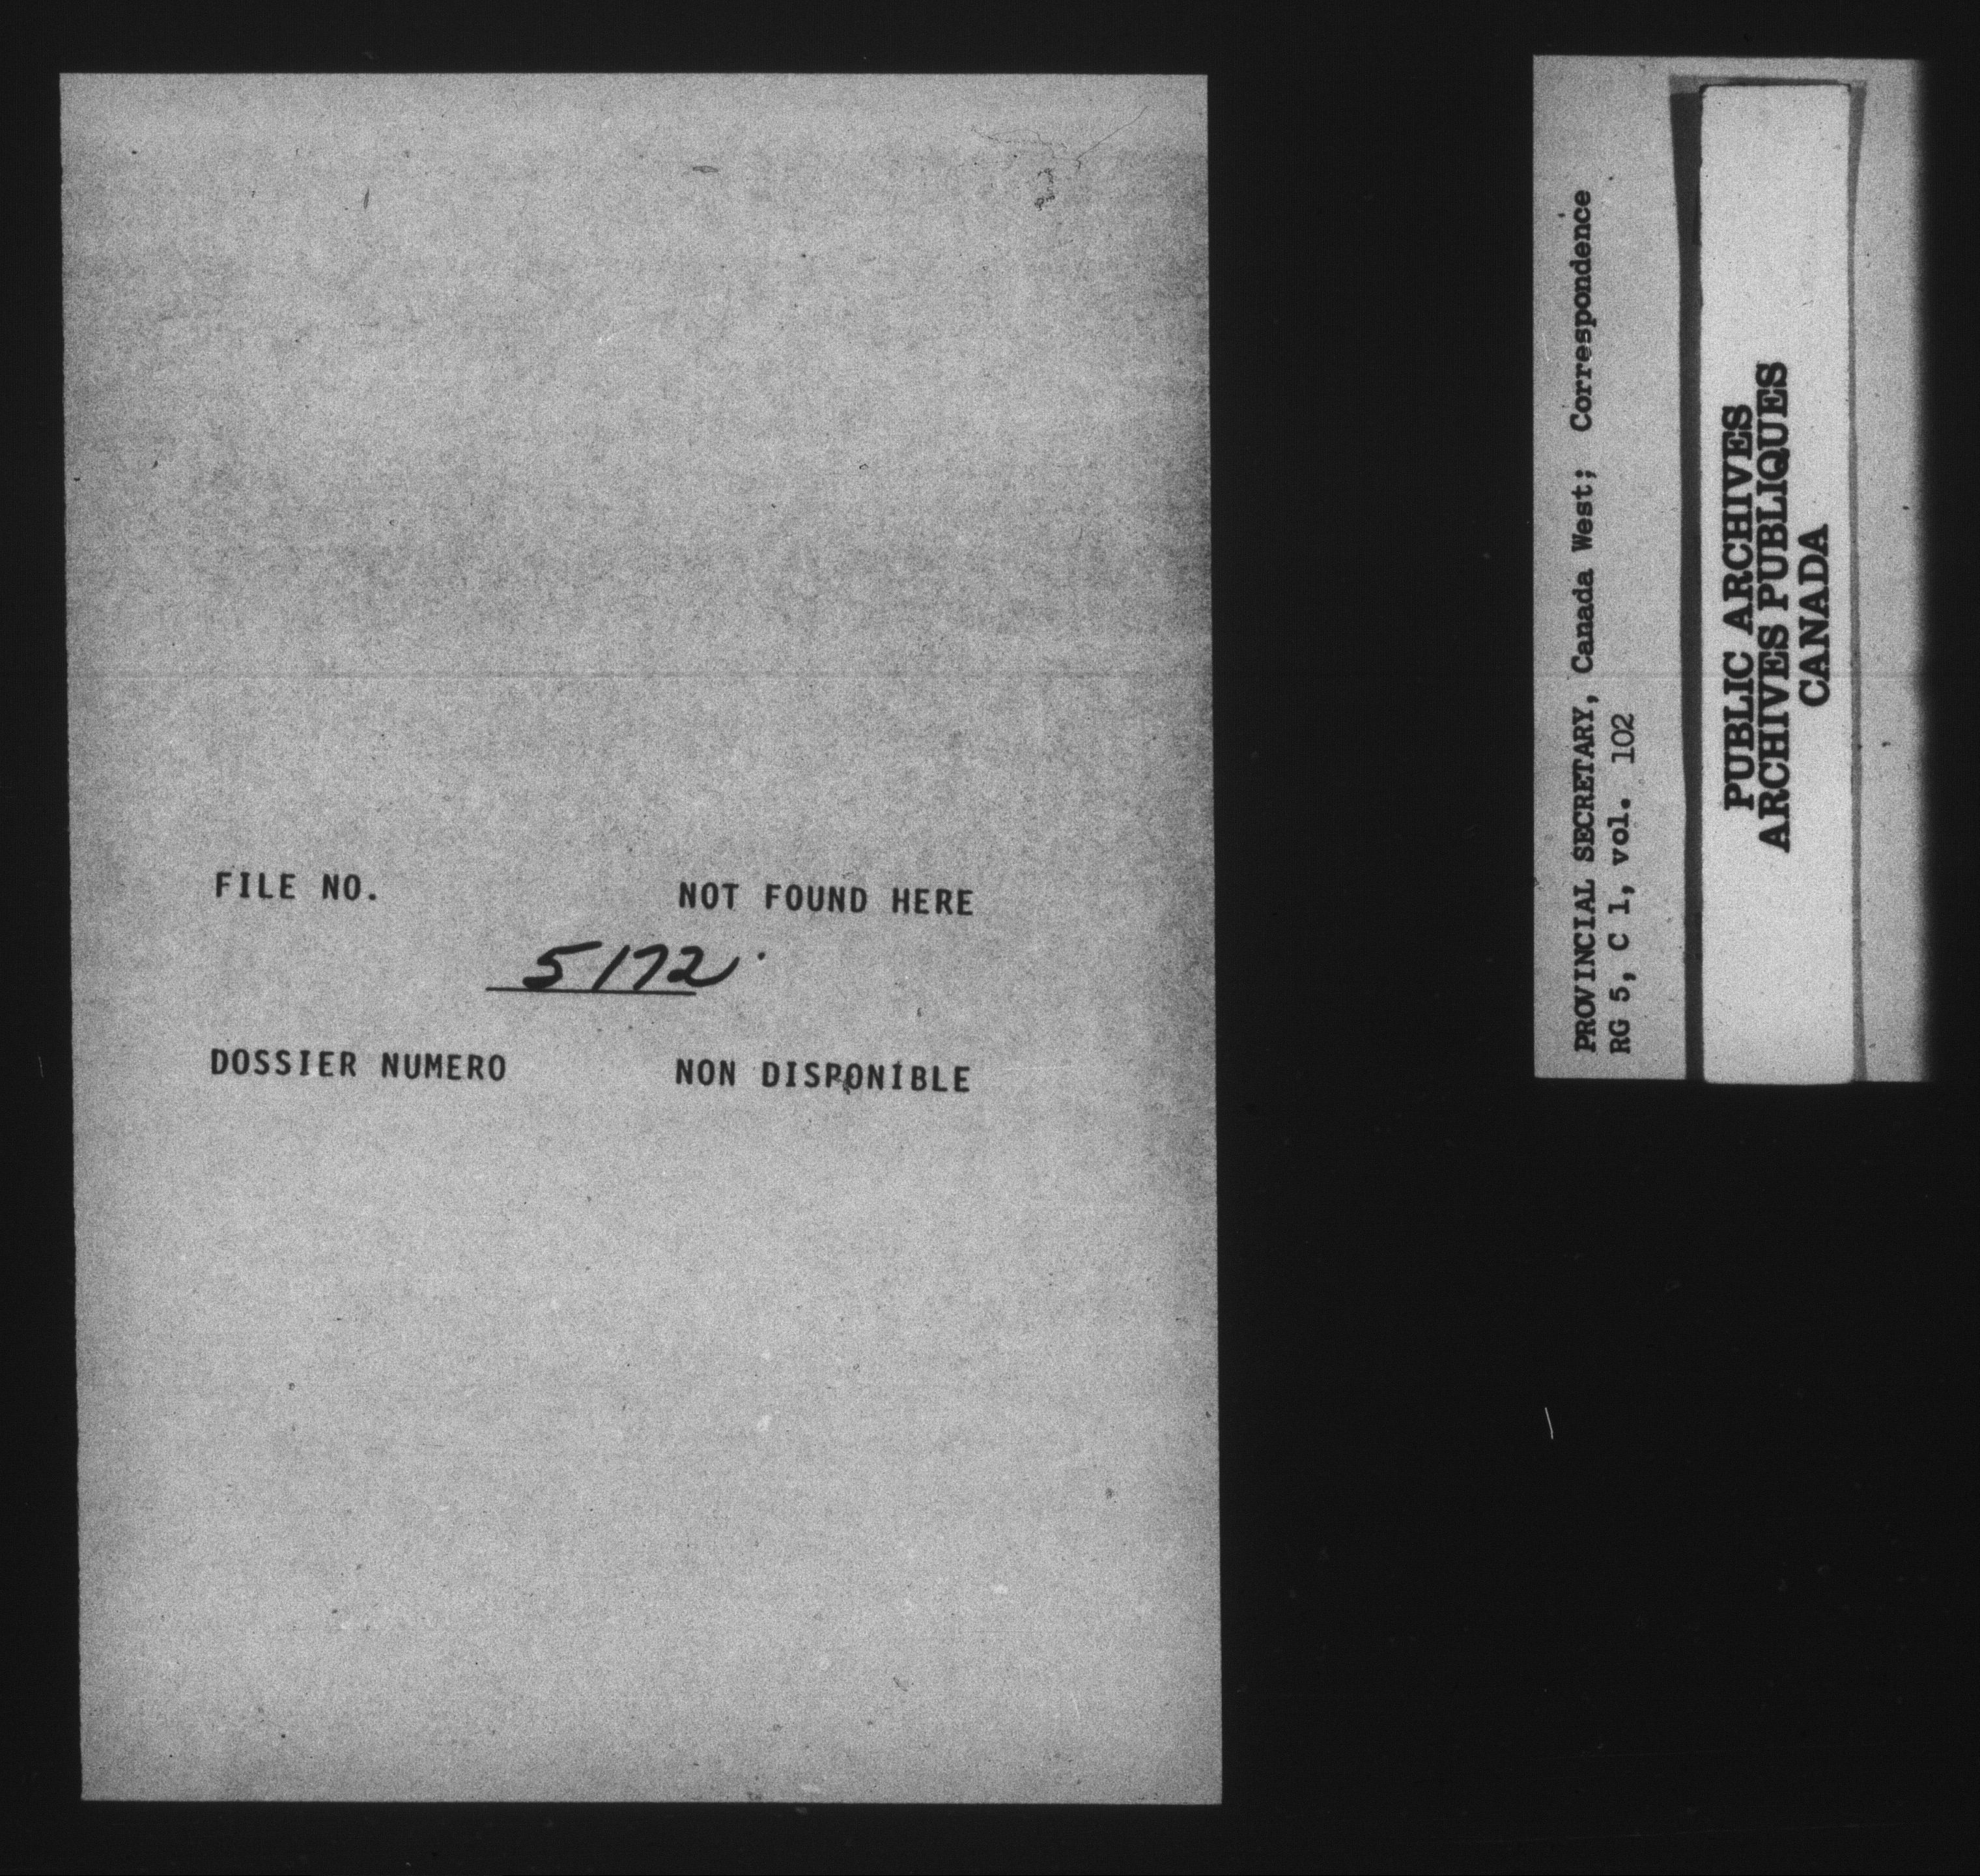 FILE NO. NOT FOUND HERE
5172
DOSSIER NUMERO NON DISPONIBLE
PROVINCIAL SECRETARY, Canada West; Correspondence
RG 5, C 1, vol. 102
PUBLIC ARCHIVES
ARCHIVES PUBLIQUES
CANADA